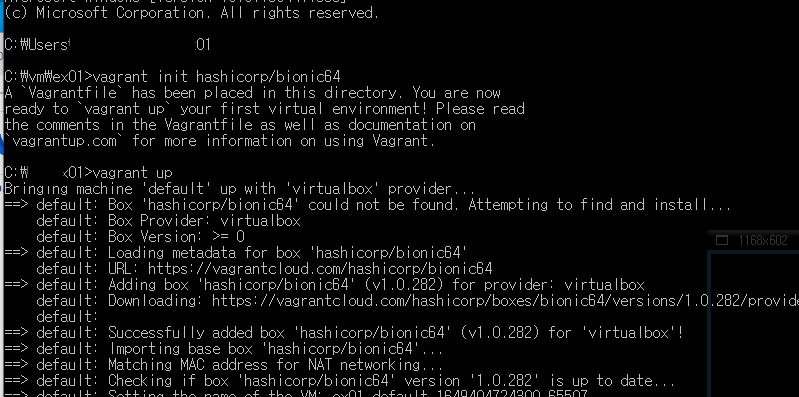 (c) Microsoft Corporation. All rights reserved.
C:₩Users 01
C:₩vm₩ex01>vagrant init hashicorp/bionic64
A `Vagrantfile` has been placed in this directory. You are now
ready to `vagrant up` your first virtual environment! Please read
the comments in the Vagrantfile as well as documentation on
`vagrantup.com` for more information on using Vagrant.
C:₩ x01>vagrant up
Bringing machine 'default' up with 'virtualbox' provider...
==> default: Box 'hashicorp/bionic64' could not be found. Attempting to find and install...
default: Box Provider: virtualbox
default: Box Version: >= 0
==> default: Loading metadata for box 'hashicorp/bionic64'
default: URL: https://vagrantcloud.com/hashicorp/bionic64
==> default: Adding box 'hashicorp/bionic64' (v1.0.282) for provider: virtualbox
default: Downloading: https://vagrantcloud.com/hashicorp/boxes/bionic64/versions/1.0.282/provide
default:
==> default: Successfully added box 'hashicorp/bionic64' (v1.0.282) for 'virtualbox'!
==> default: Importing base box 'hashicorp/bionic64'...
==> default: Matching MAC address for NAT networking...
==> default: Checking if box 'hashicorp/bionic64' version '1.0.282' is up to date...
==> default: Setting the name of the VM: ex01_default_1649404724300_65507
1168x602